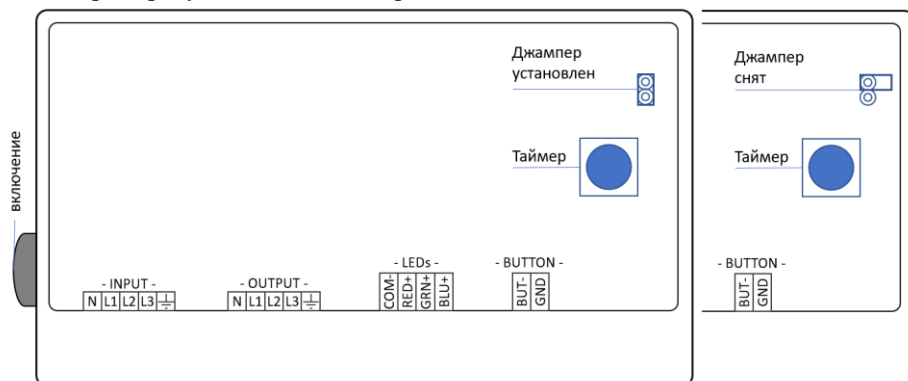 Джампер
установлен
Джампер
снят
Таймер
Таймер
включение
- INPUT -
N L1 L2 L3
- OUTPUT -
N L1 L2 L3
- LEDs -
COM-
RED+
GRN+
BLU+
- BUTTON -
BUT-
GND
- BUTTON -
BUT-
GND